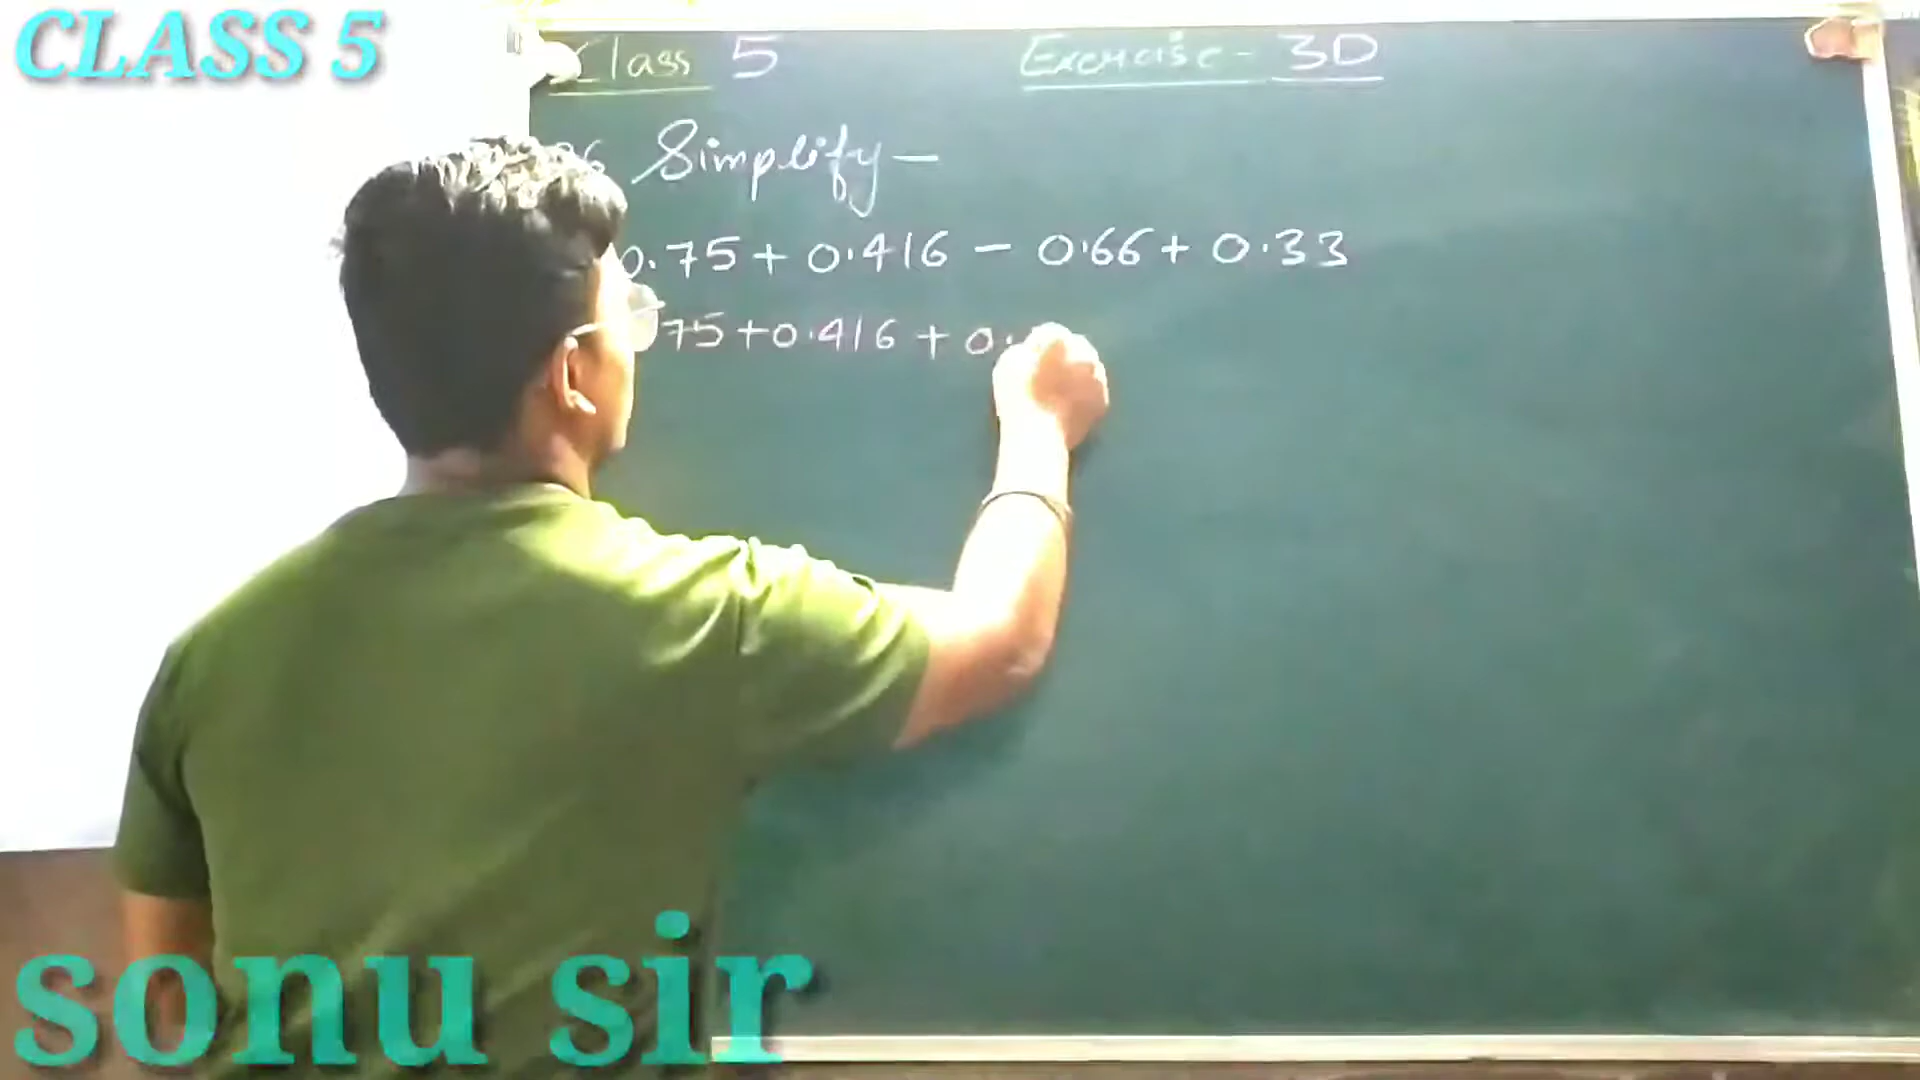 CLASS 5
Class 5 Exercise - 3D
Simplify -
0.75 + 0.416 - 0.66 + 0.33
75 + 0.416 + 0.
sonu sir